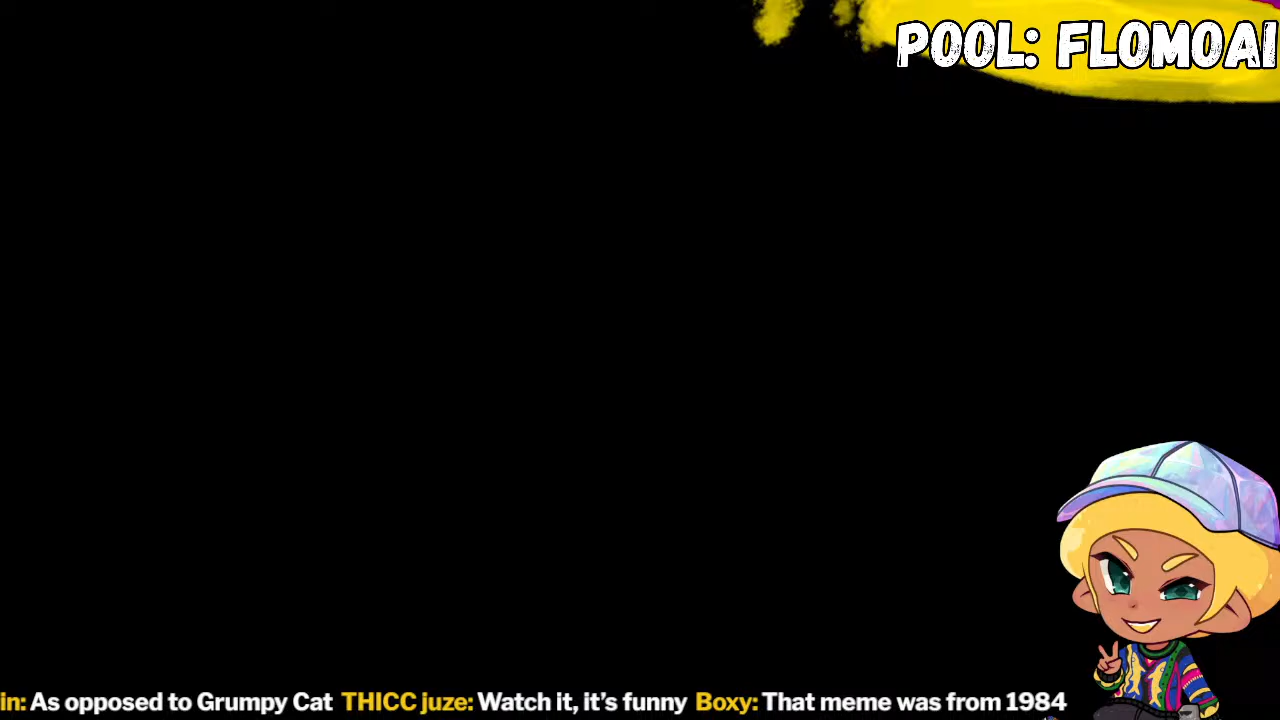 POOL: FLOMOAI
in: As opposed to Grumpy Cat THICC juze: Watch it, it's funny Boxy: That meme was from 1984